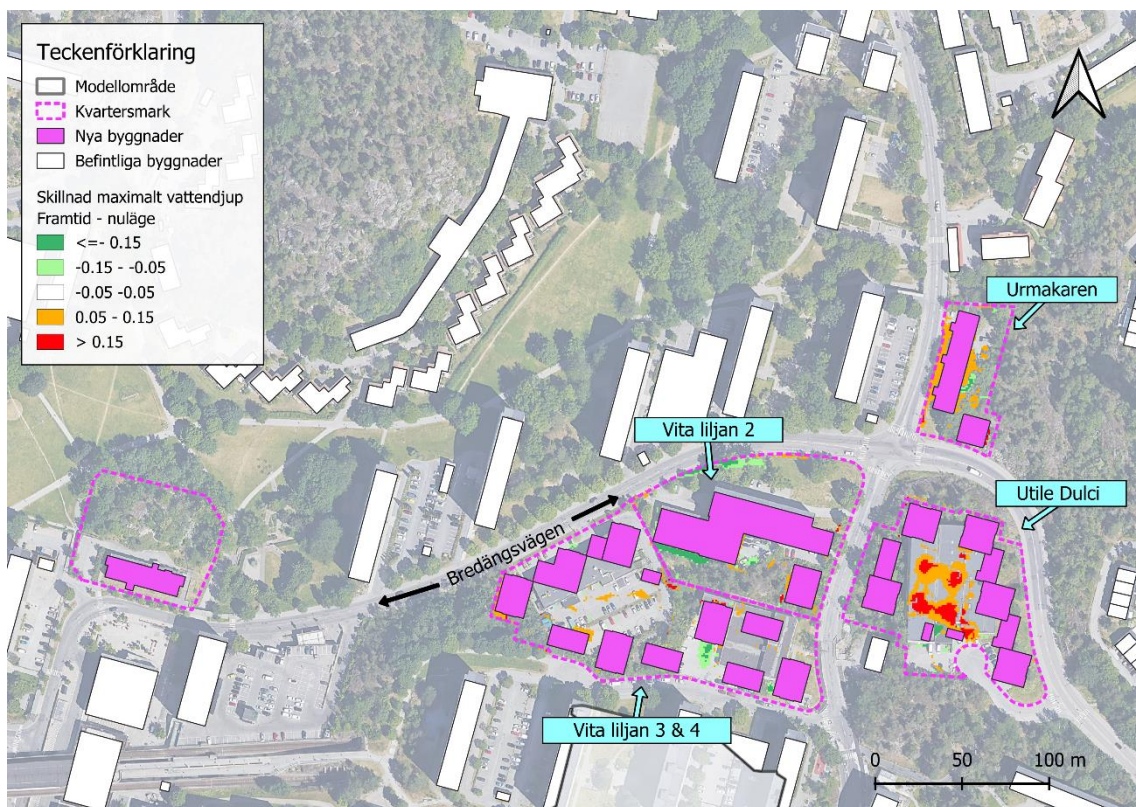 Teckenförklaring
Modellområde
Kvartersmark
Nya byggnader
Befintliga byggnader
Skillnad maximalt vattendjup
Framtid - nuläge
<=- 0.15
-0.15 - -0.05
-0.05 -0.05
0.05 - 0.15
> 0.15
Urmakaren
Vita liljan 2
Utile Dulci
Bredängsvägen
Vita liljan 3 & 4
0 50 100 m